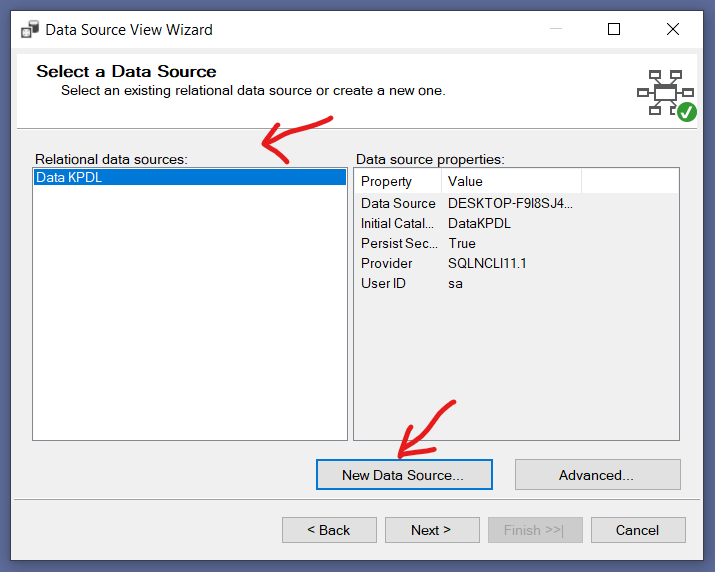 Data Source View Wizard
Select a Data Source
Select an existing relational data source or create a new one.
Relational data sources:
Data KPDL
Data source properties:
Property Value
Data Source DESKTOP-F9I8SJ4...
Initial Catal... DataKPDL
Persist Sec... True
Provider SQLNCLI11.1
User ID sa
New Data Source...
Advanced...
< Back
Next >
Finish >>|
Cancel